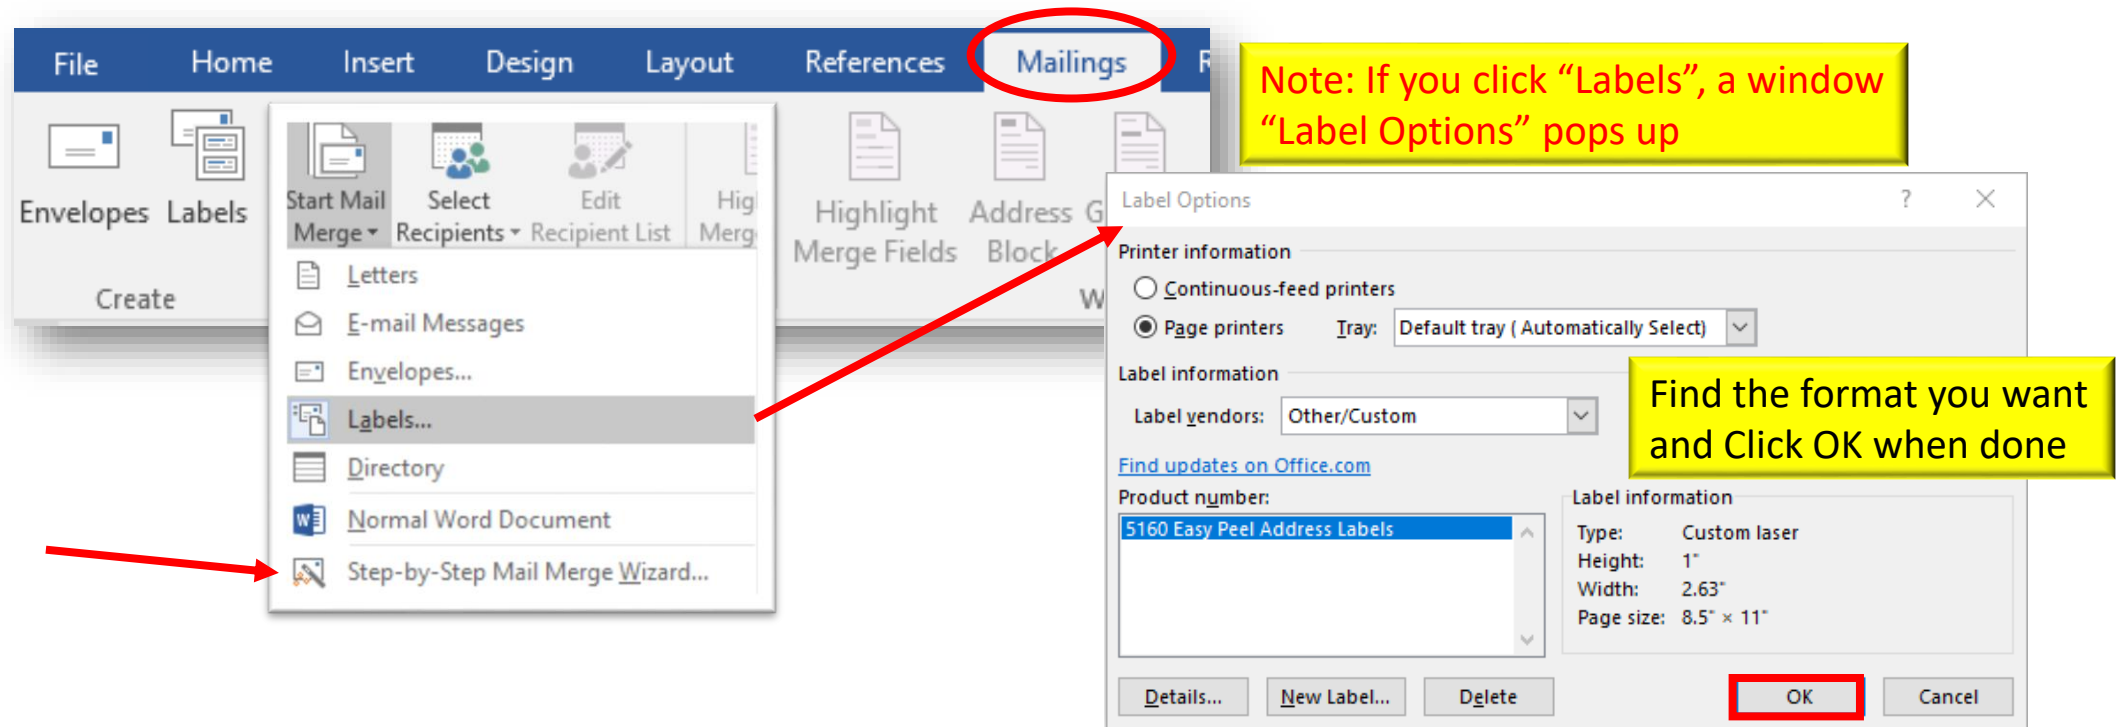 File Home Insert Design Layout References Mailings R
Note: If you click “Labels”, a window
“Label Options” pops up
Envelopes Labels
Create
Start Mail
Merge
Select
Recipients
Edit
Recipient List
Hig
Merg
Highlight
Merge Fields
Address
Block
G
W
Letters
E-mail Messages
Envelopes...
Labels...
Directory
Normal Word Document
Step-by-Step Mail Merge Wizard...
Label Options ? ×
Printer information
Continuous-feed printers
Page printers Tray: Default tray ( Automatically Select)
Label information
Label vendors: Other/Custom
Find the format you want
and Click OK when done
Find updates on Office.com
Product number:
5160 Easy Peel Address Labels
Label information
Type: Custom laser
Height: 1"
Width: 2.63"
Page size: 8.5" × 11"
Details... New Label... Delete OK Cancel